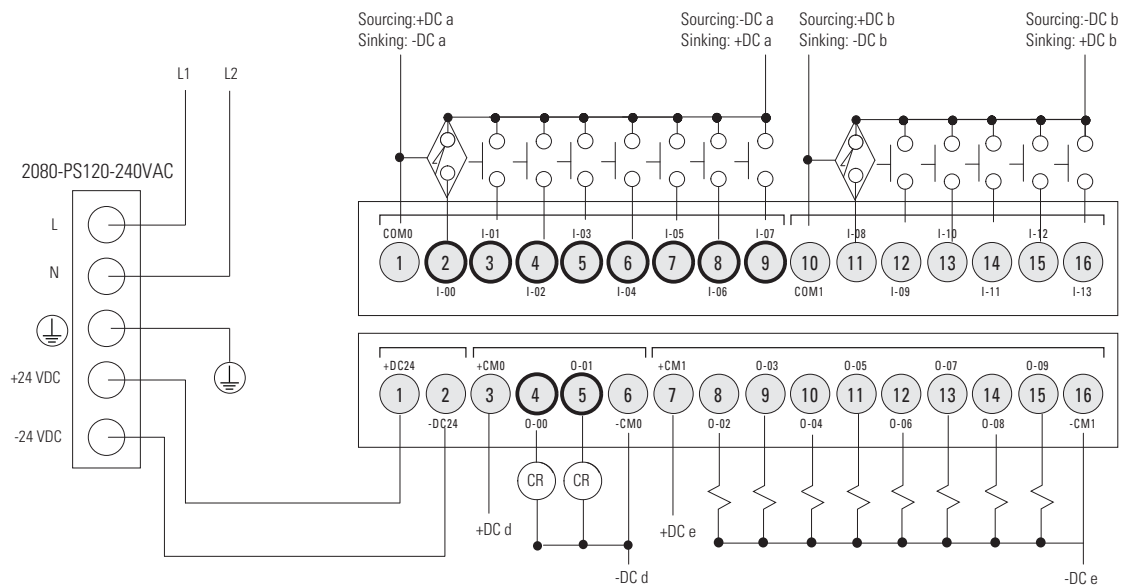 Sourcing:+DC a
Sinking: -DC a
Sourcing:-DC a
Sinking: +DC a
Sourcing:+DC b
Sinking: -DC b
Sourcing:-DC b
Sinking: +DC b
L1 L2
2080-PS120-240VAC
L
N
+24 VDC
-24 VDC
COM0 I-01 I-03 I-05 I-07 I-08 I-10 I-12
1 2 3 4 5 6 7 8 9 10 11 12 13 14 15 16
I-00 I-02 I-04 I-06 COM1 I-09 I-11 I-13
+DC24 +CM0 O-01 +CM1 O-03 O-05 O-07 O-09
1 2 3 4 5 6 7 8 9 10 11 12 13 14 15 16
-DC24 O-00 -CM0 O-02 O-04 O-06 O-08 -CM1
CR CR
+DC d
+DC e
-DC d
-DC e